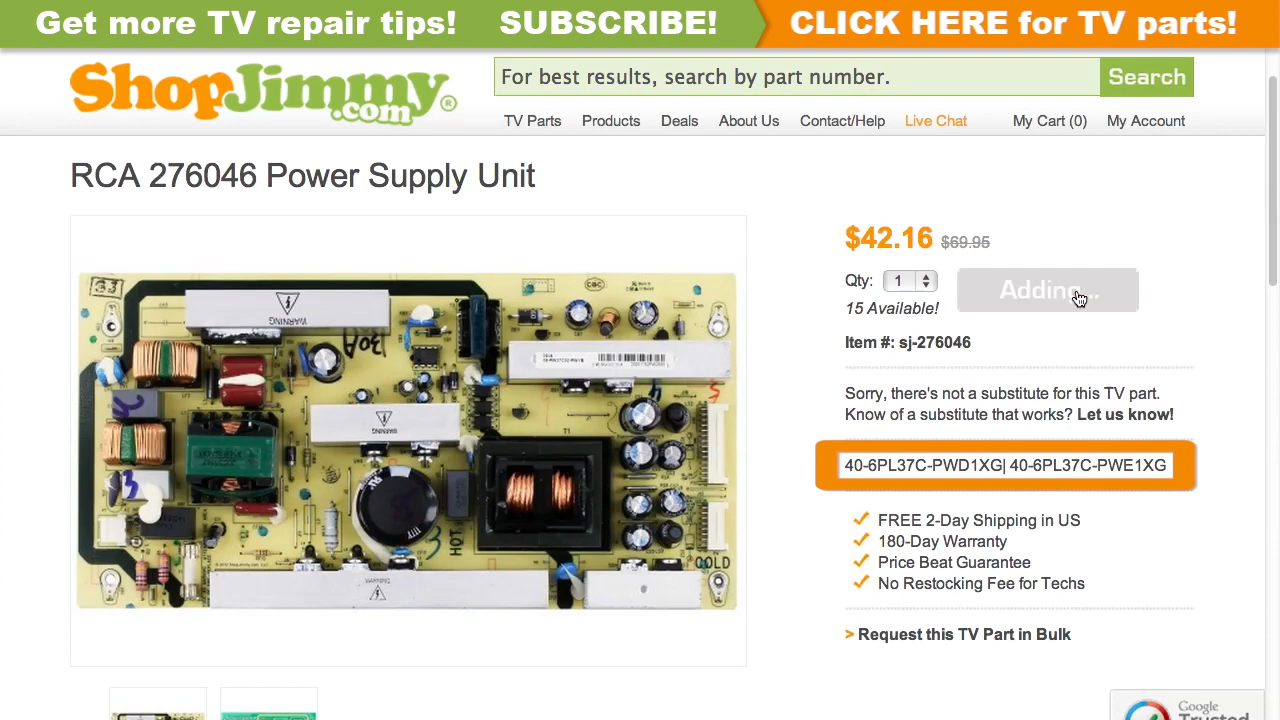 Get more TV repair tips! SUBSCRIBE! CLICK HERE for TV parts!
ShopJimmy.com®
For best results, search by part number. Search
TV Parts Products Deals About Us Contact/Help Live Chat My Cart (0) My Account
RCA 276046 Power Supply Unit
$42.16 $69.95
Qty: 1 Adding...
15 Available!
Item #: sj-276046
Sorry, there's not a substitute for this TV part.
Know of a substitute that works? Let us know!
40-6PL37C-PWD1XG| 40-6PL37C-PWE1XG
FREE 2-Day Shipping in US
180-Day Warranty
Price Beat Guarantee
No Restocking Fee for Techs
> Request this TV Part in Bulk
WARNING
WARNING
WARNING
HOT
COLD
T1
Google
Trusted